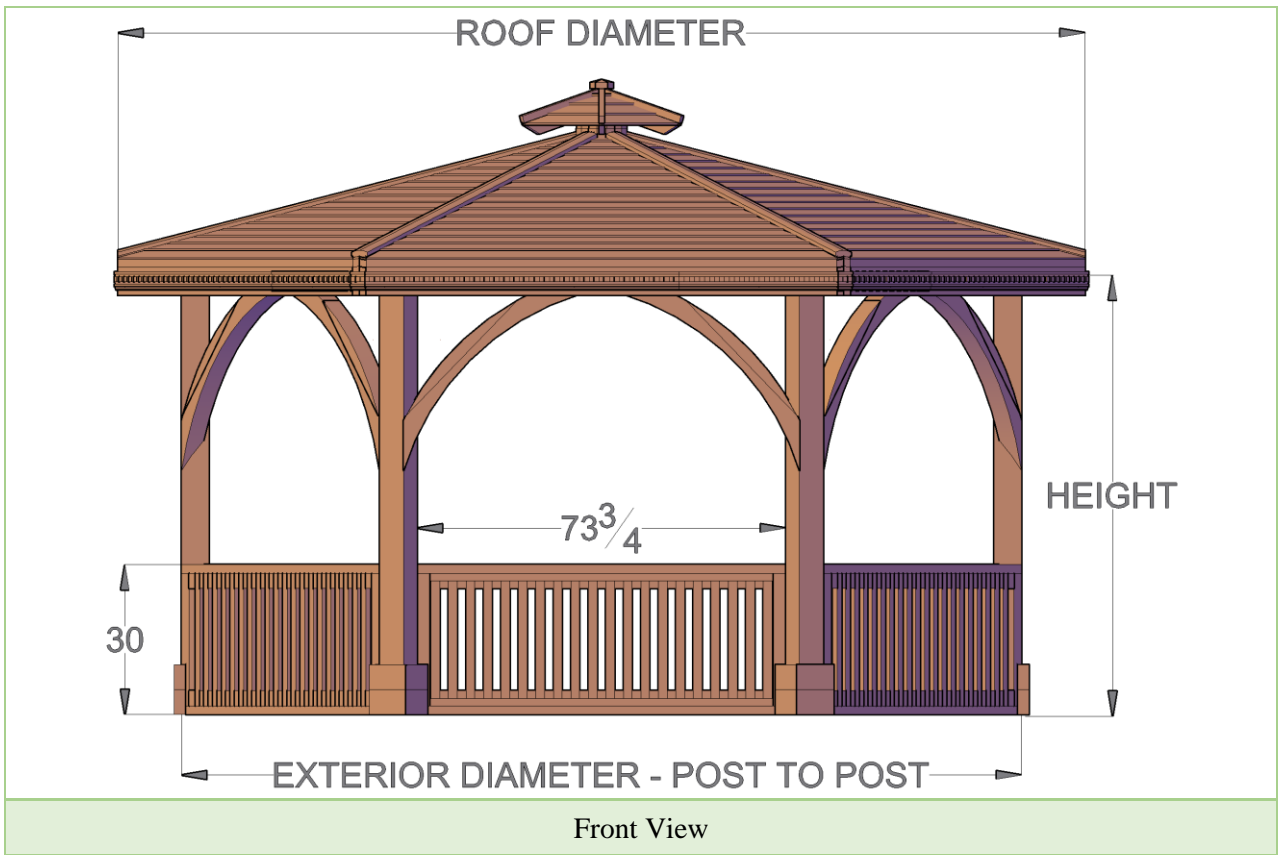 ROOF DIAMETER
HEIGHT
73 3/4
30
EXTERIOR DIAMETER - POST TO POST
Front View